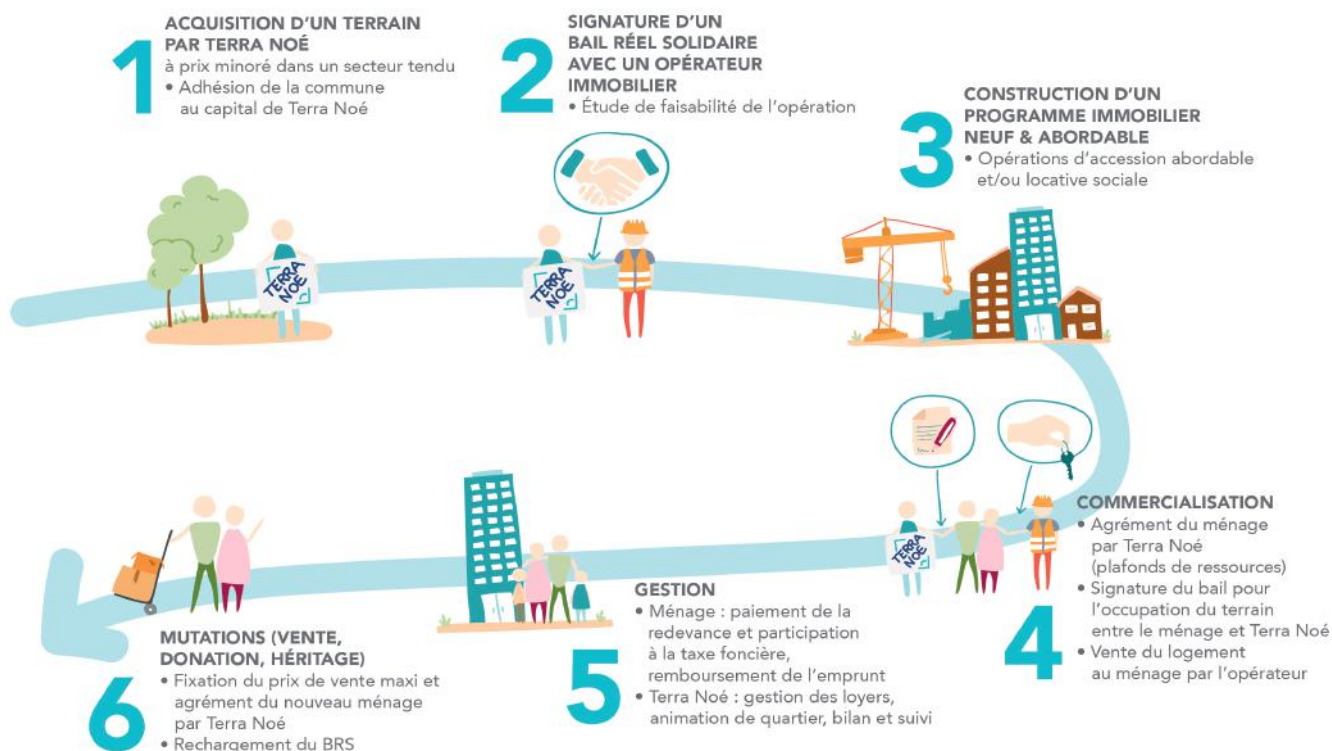 1
ACQUISITION D'UN TERRAIN
PAR TERRA NOÉ
à prix minoré dans un secteur tendu
• Adhésion de la commune
au capital de Terra Noé
2
SIGNATURE D'UN
BAIL RÉEL SOLIDAIRE
AVEC UN OPÉRATEUR
IMMOBILIER
• Étude de faisabilité de l'opération
3
CONSTRUCTION D'UN
PROGRAMME IMMOBILIER
NEUF & ABORDABLE
• Opérations d'accession abordable
et/ou locative sociale
TERRA
NOÉ
TERRA
NOÉ
TERRA
NOÉ
4
COMMERCIALISATION
• Agrément du ménage
par Terra Noé
(plafonds de ressources)
• Signature du bail pour
l'occupation du terrain
entre le ménage et Terra Noé
• Vente du logement
au ménage par l'opérateur
5
GESTION
• Ménage : paiement de la
redevance et participation
à la taxe foncière,
remboursement de l'emprunt
• Terra Noé : gestion des loyers,
animation de quartier, bilan et suivi
6
MUTATIONS (VENTE,
DONATION, HÉRITAGE)
• Fixation du prix de vente maxi et
agrément du nouveau ménage
par Terra Noé
• Rechargement du BRS